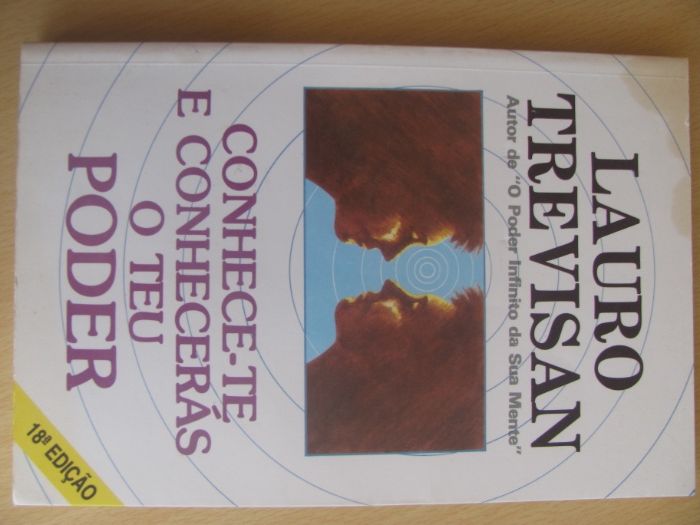 LAURO
TREVISAN
Autor de "O Poder Infinito da Sua Mente"
CONHECE-TE
E CONHECERÁS
O TEU
PODER
18ª EDIÇÃO